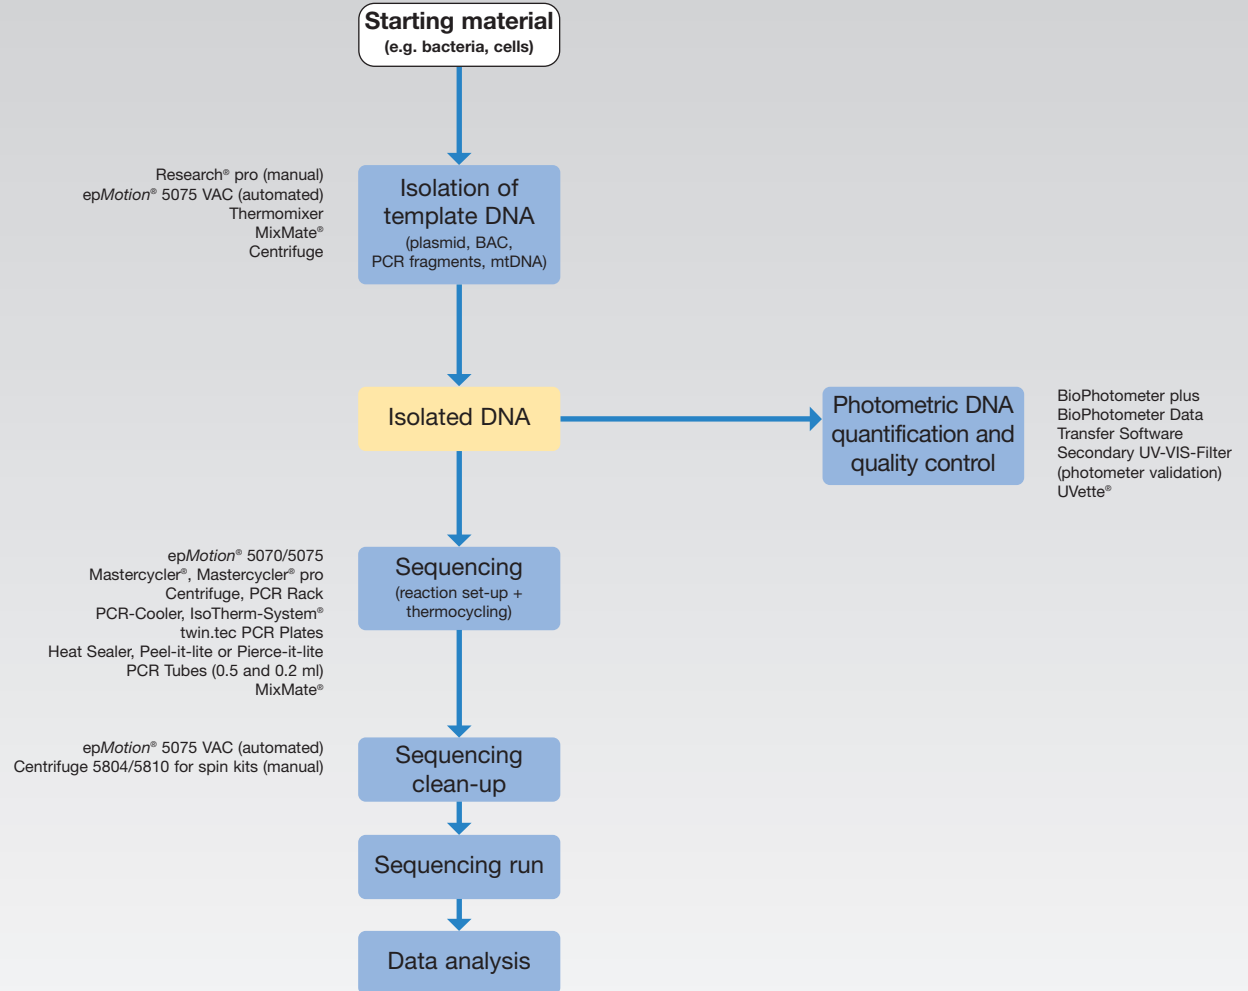 Starting material
(e.g. bacteria, cells)
Research® pro (manual)
epMotion® 5075 VAC (automated)
Thermomixer
MixMate®
Centrifuge
Isolation of
template DNA
(plasmid, BAC,
PCR fragments, mtDNA)
Isolated DNA
Photometric DNA
quantification and
quality control
BioPhotometer plus
BioPhotometer Data
Transfer Software
Secondary UV-VIS-Filter
(photometer validation)
UVette®
epMotion® 5070/5075
Mastercycler®, Mastercycler® pro
Centrifuge, PCR Rack
PCR-Cooler, IsoTherm-System®
twin.tec PCR Plates
Heat Sealer, Peel-it-lite or Pierce-it-lite
PCR Tubes (0.5 and 0.2 ml)
MixMate®
Sequencing
(reaction set-up +
thermocycling)
epMotion® 5075 VAC (automated)
Centrifuge 5804/5810 for spin kits (manual)
Sequencing
clean-up
Sequencing run
Data analysis